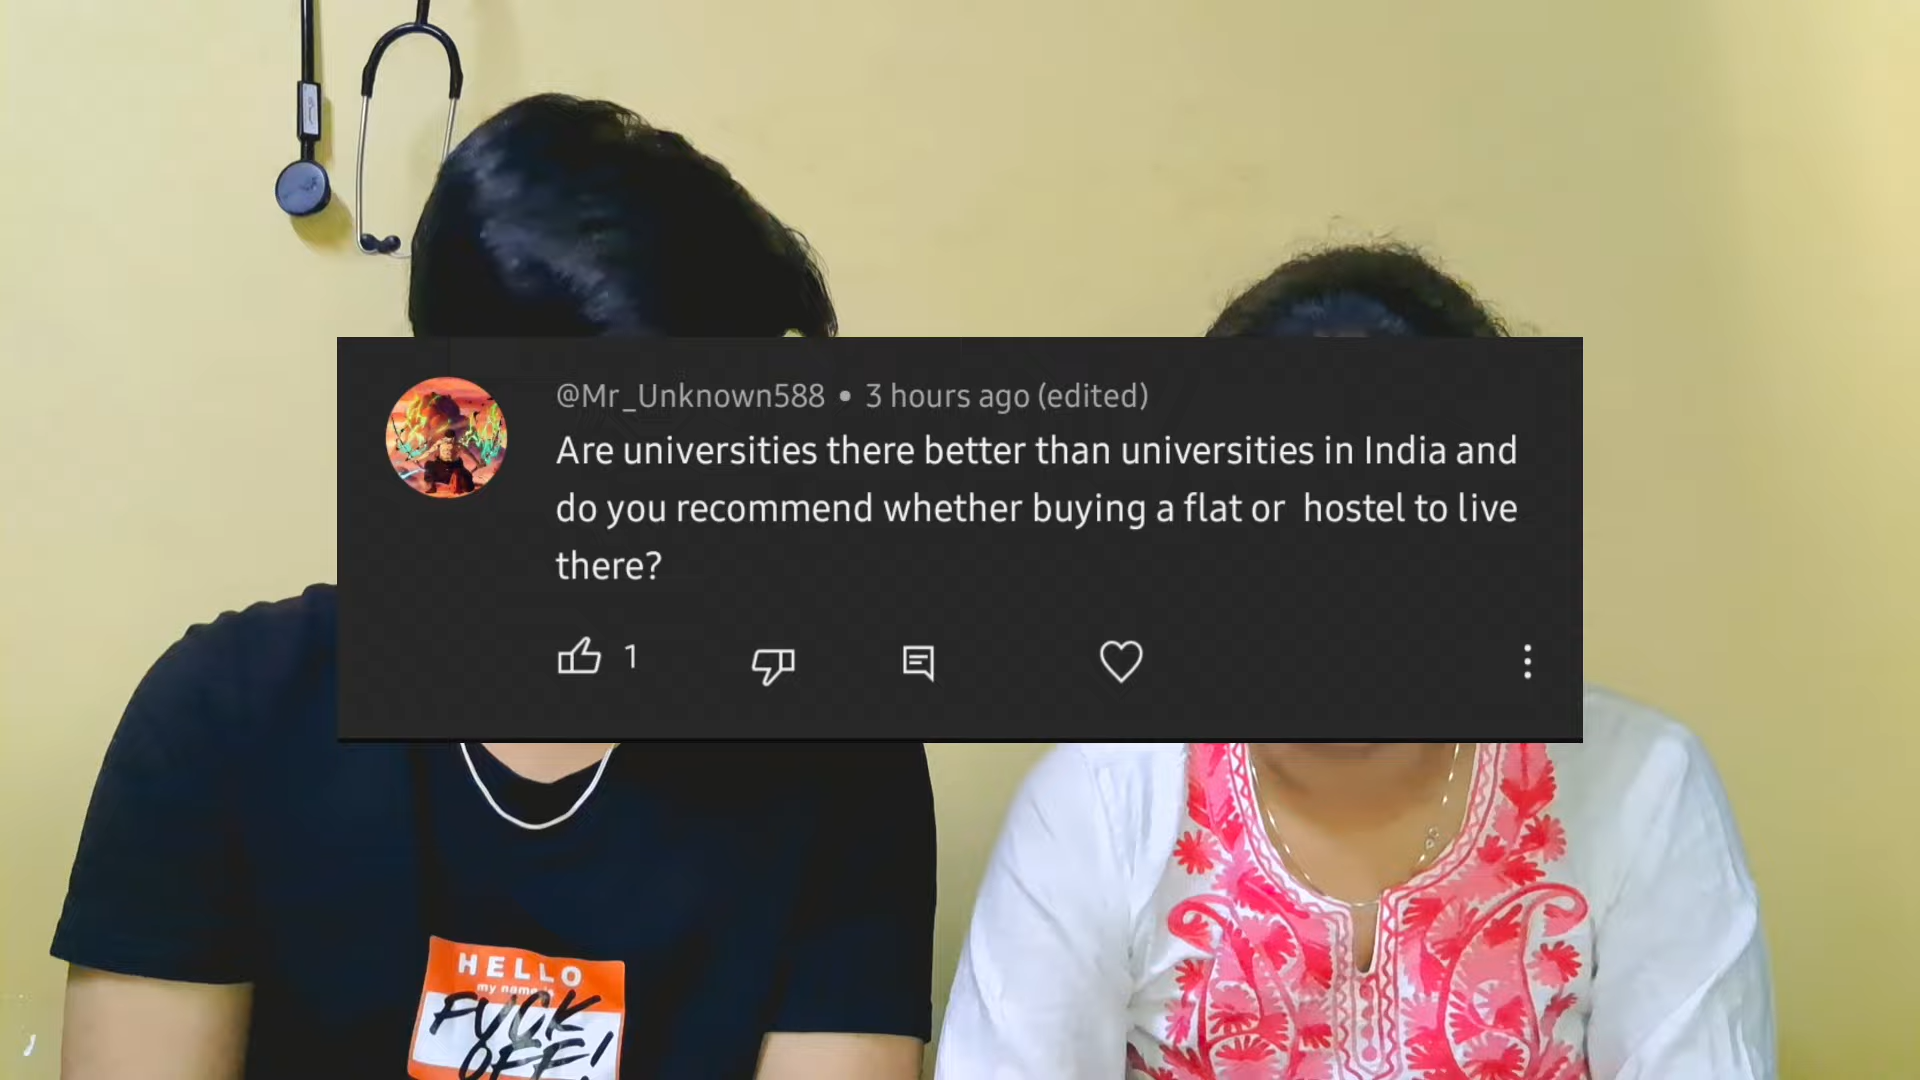 @Mr_Unknown588 • 3 hours ago (edited)
Are universities there better than universities in India and
do you recommend whether buying a flat or hostel to live
there?
1
HELLO
my name is
FUCK
OFF!